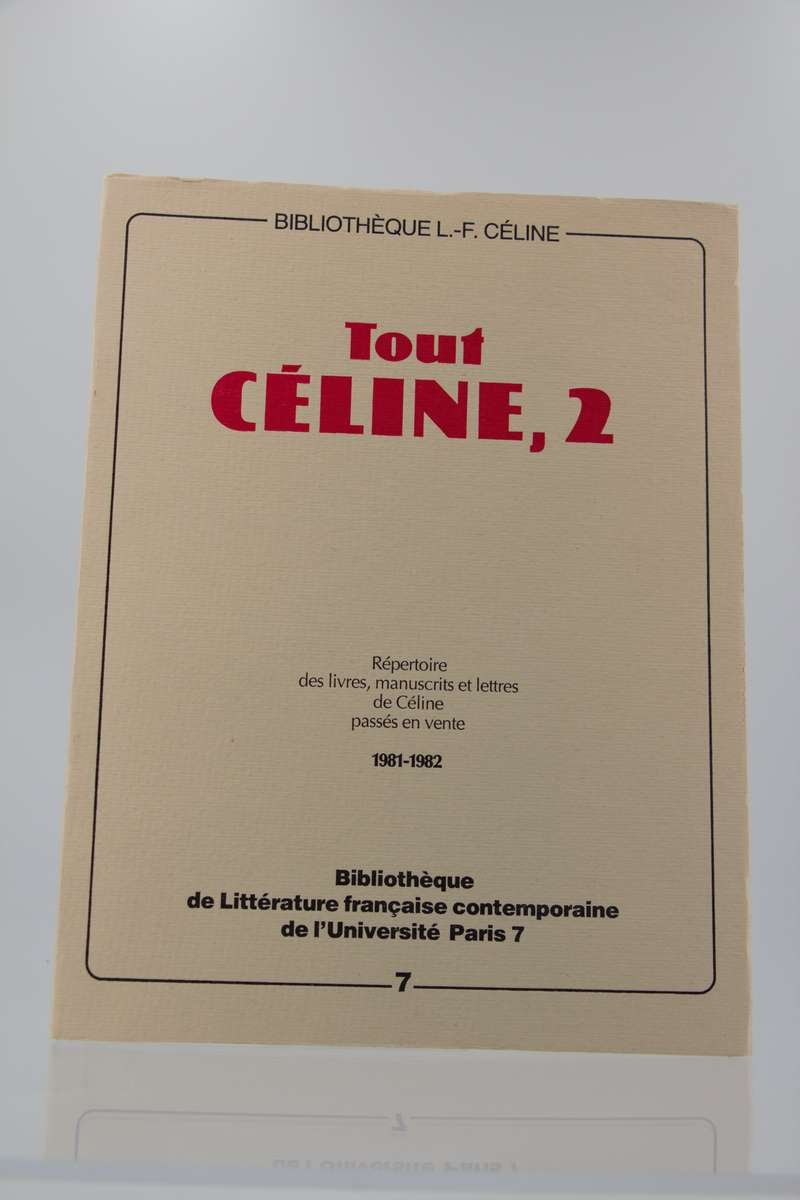 BIBLIOTHÈQUE L.-F. CÉLINE
Tout
CÉLINE, 2
Répertoire
des livres, manuscrits et lettres
de Céline
passés en vente
1981-1982
Bibliothèque
de Littérature française contemporaine
de l'Université Paris 7
7